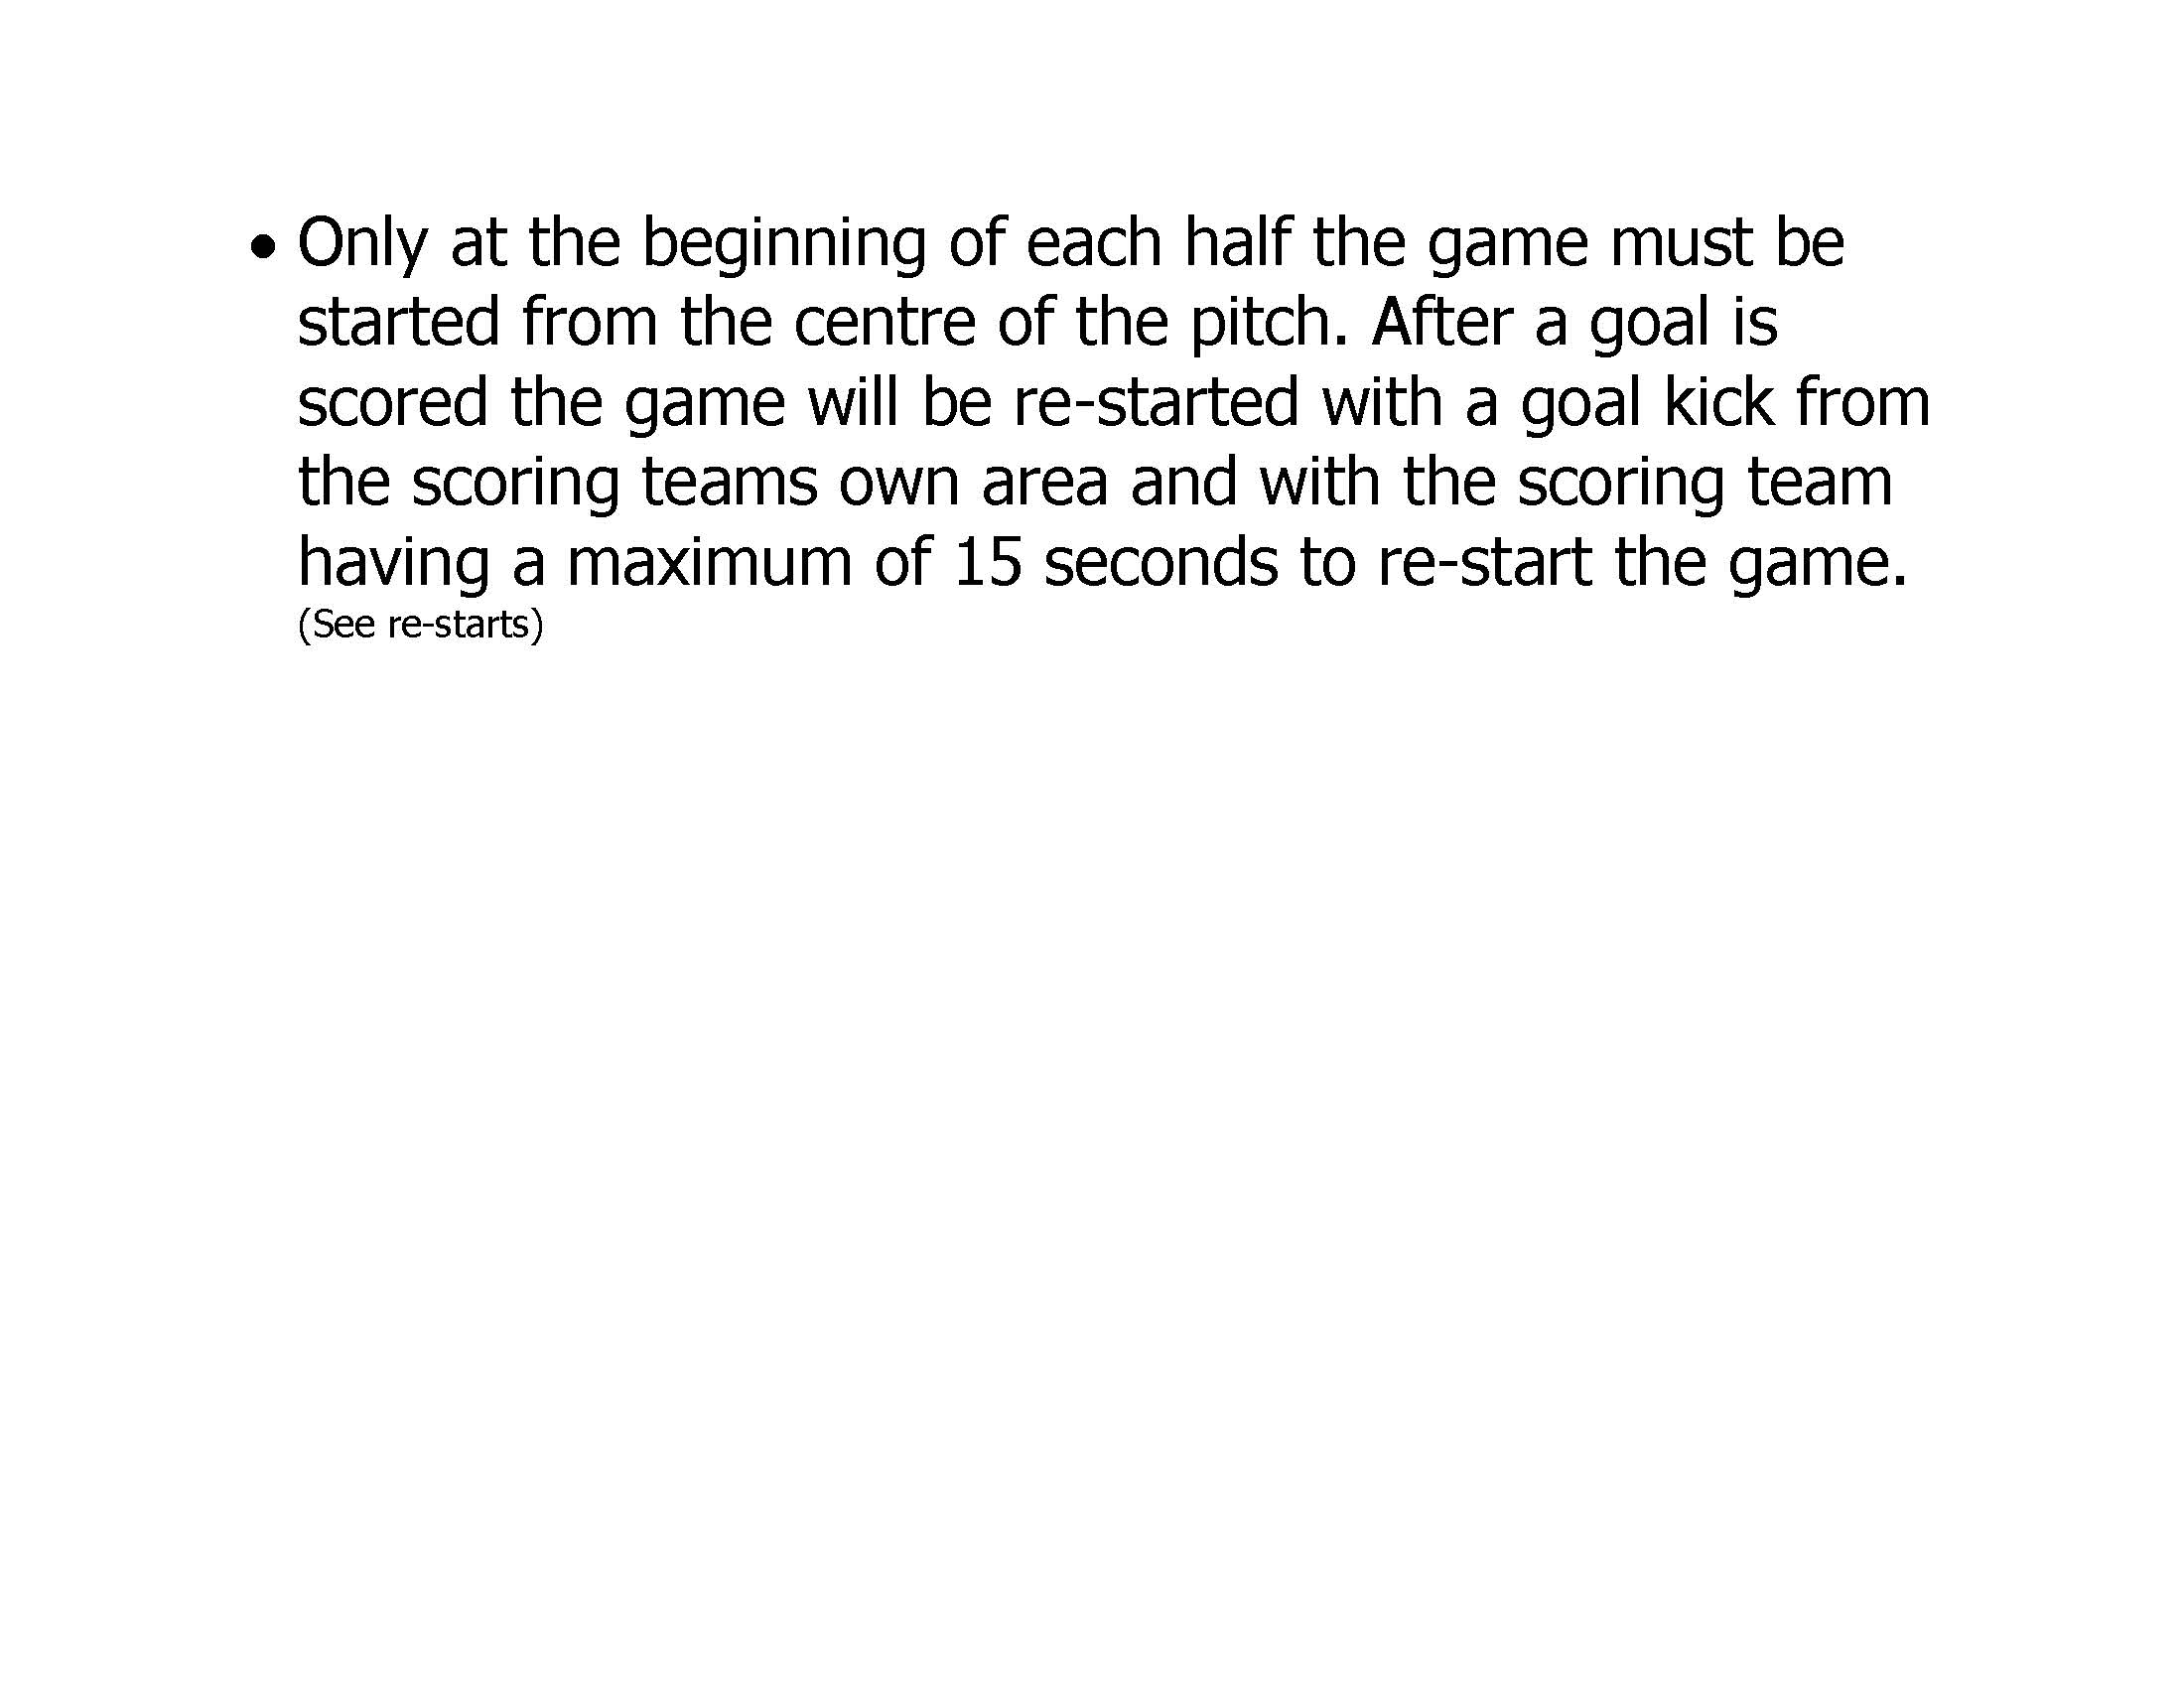 • Only at the beginning of each half the game must be
started from the centre of the pitch. After a goal is
scored the game will be re-started with a goal kick from
the scoring teams own area and with the scoring team
having a maximum of 15 seconds to re-start the game.
(See re-starts)